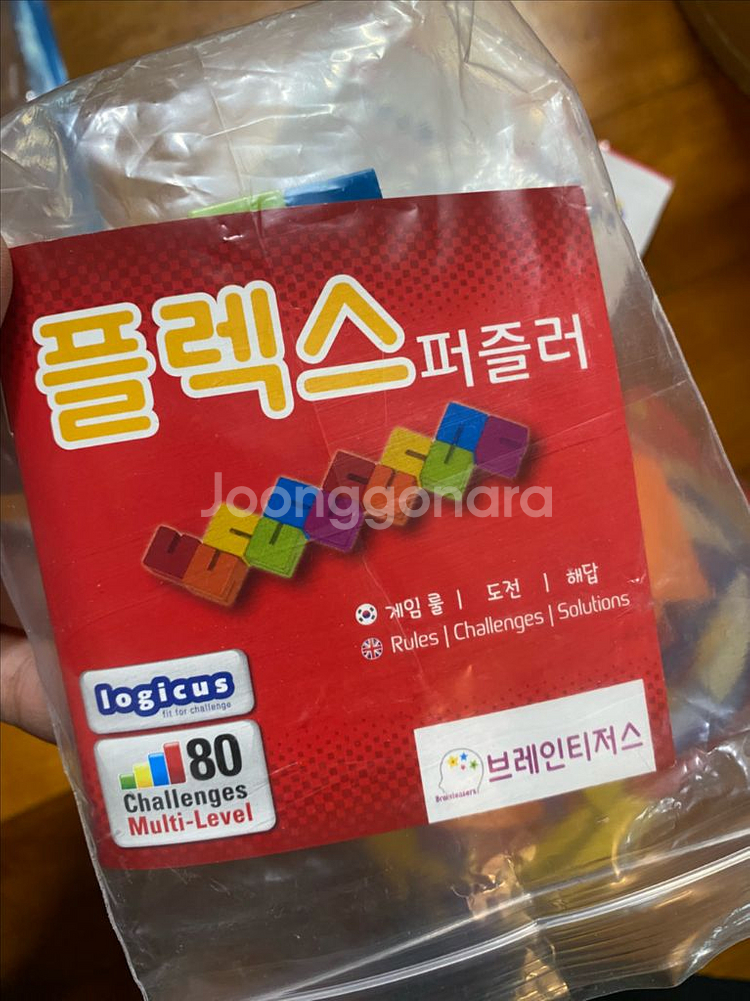 플렉스 퍼즐러
Joonggonara
게임 룰 | 도전 | 해답
Rules | Challenges | Solutions
logicus
fit for challenge
80
Challenges
Multi-Level
브레인티저스
Brainteasers